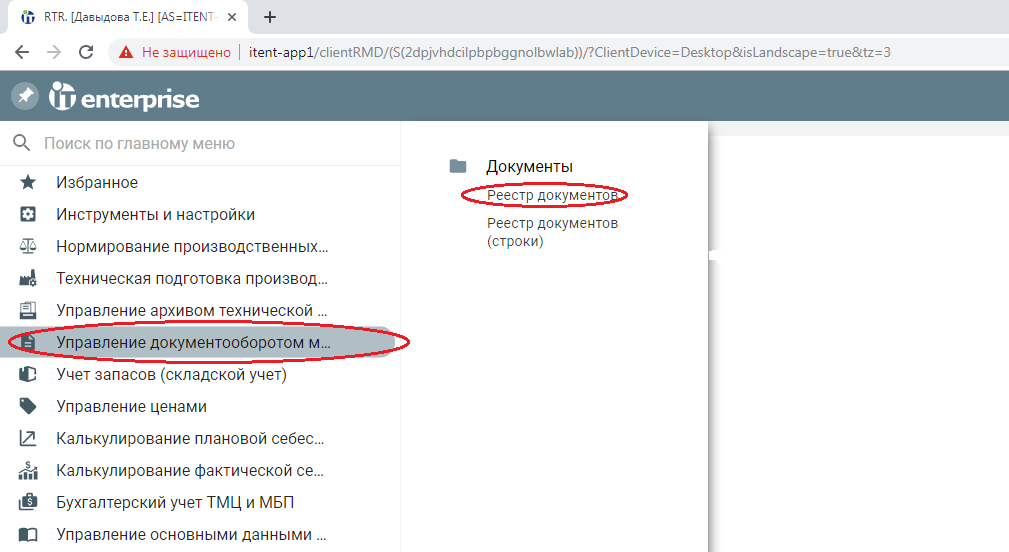 RTR. [Давыдова Т.Е.] [AS=ITENT-
Не защищено itent-app1/clientRMD/(S(2dpjvhdcilpbpbggnolbwlab))/?ClientDevice=Desktop&isLandscape=true&tz=3
it enterprise
Поиск по главному меню
Избранное
Инструменты и настройки
Нормирование производственных...
Техническая подготовка производ...
Управление архивом технической ...
Управление документооборотом м...
Учет запасов (складской учет)
Управление ценами
Калькулирование плановой себес...
Калькулирование фактической се...
Бухгалтерский учет ТМЦ и МБП
Управление основными данными ...
Документы
Реестр документов
Реестр документов
(строки)